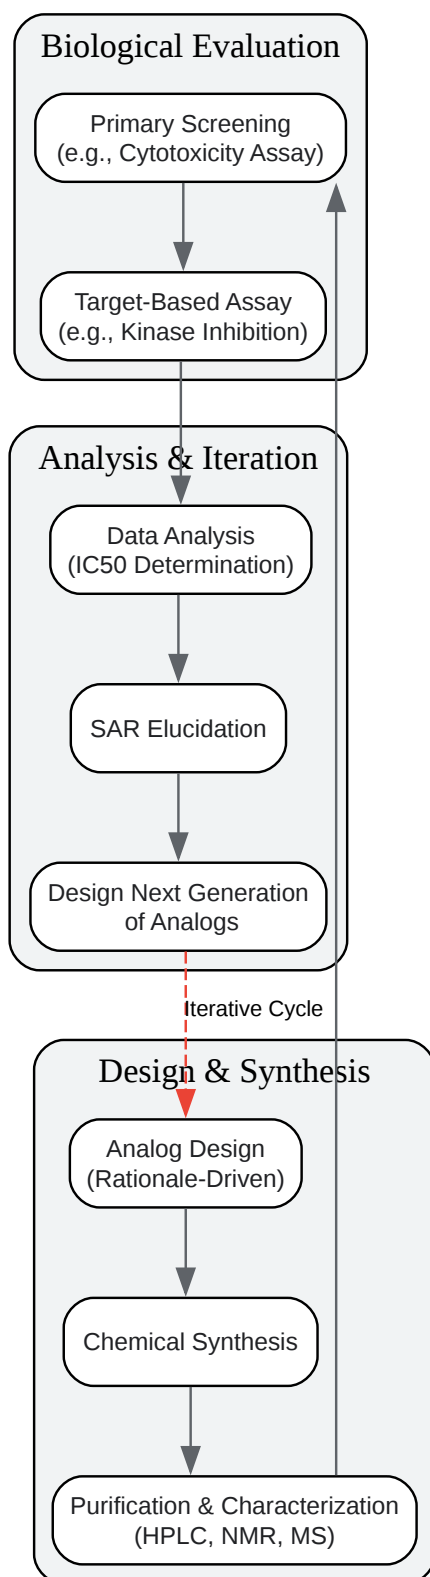 Biological Evaluation
Primary Screening
(e.g., Cytotoxicity Assay)
Target-Based Assay
(e.g., Kinase Inhibition)
Analysis & Iteration
Data Analysis
(IC50 Determination)
SAR Elucidation
Design Next Generation
of Analogs
Iterative Cycle
Design & Synthesis
Analog Design
(Rationale-Driven)
Chemical Synthesis
Purification & Characterization
(HPLC, NMR, MS)